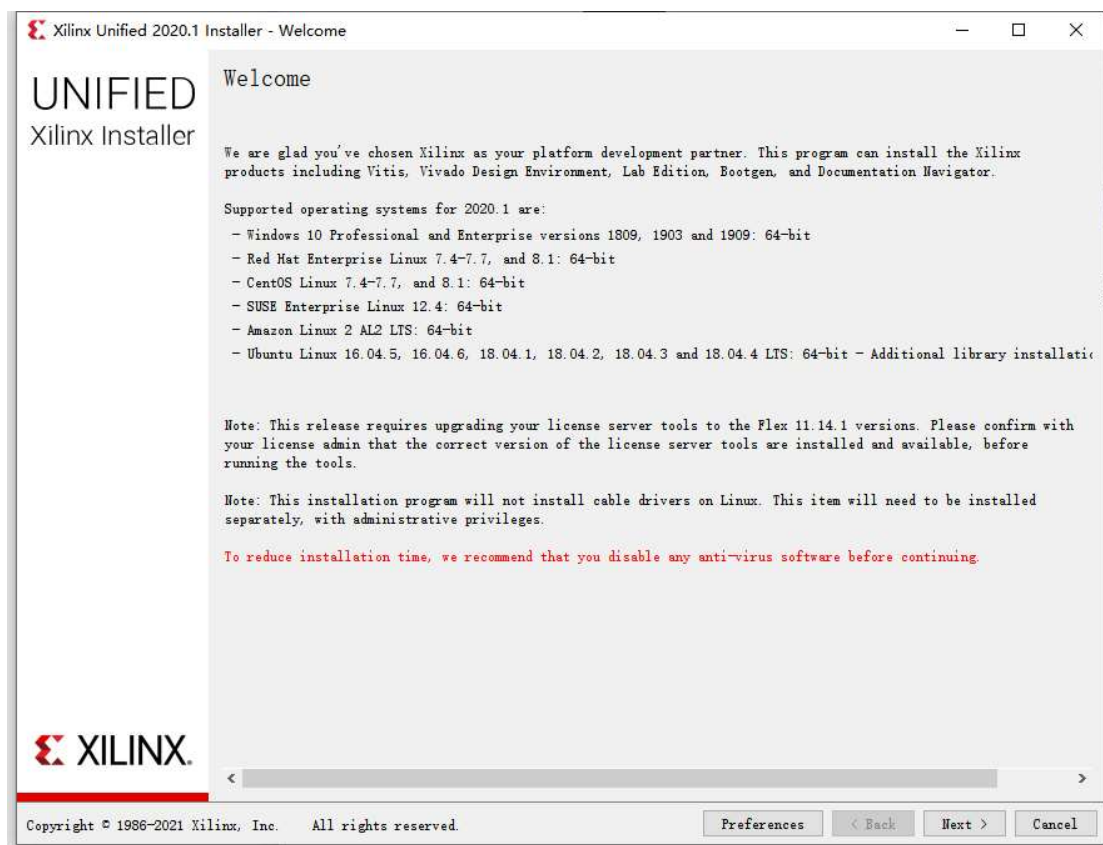 Xilinx Unified 2020.1 Installer - Welcome
UNIFIED
Xilinx Installer
Welcome
We are glad you've chosen Xilinx as your platform development partner. This program can install the Xilinx
products including Vitis, Vivado Design Environment, Lab Edition, Bootgen, and Documentation Navigator.
Supported operating systems for 2020.1 are:
- Windows 10 Professional and Enterprise versions 1809, 1903 and 1909: 64-bit
- Red Hat Enterprise Linux 7.4-7.7, and 8.1: 64-bit
- CentOS Linux 7.4-7.7, and 8.1: 64-bit
- SUSE Enterprise Linux 12.4: 64-bit
- Amazon Linux 2 AL2 LTS: 64-bit
- Ubuntu Linux 16.04.5, 16.04.6, 18.04.1, 18.04.2, 18.04.3 and 18.04.4 LTS: 64-bit - Additional library
Note: This release requires upgrading your license server tools to the Flex 11.14.1 versions. Please confirm with
your license admin that the correct version of the license server tools are installed and available, before
running the tools.
Note: This installation program will not install cable drivers on Linux. This item will need to be installed
separately, with administrative privileges.
To reduce installation time, we recommend that you disable any anti-virus software before continuing.
XILINX.
Copyright © 1986-2021 Xilinx, Inc. All rights reserved.
Preferences < Back Next > Cancel